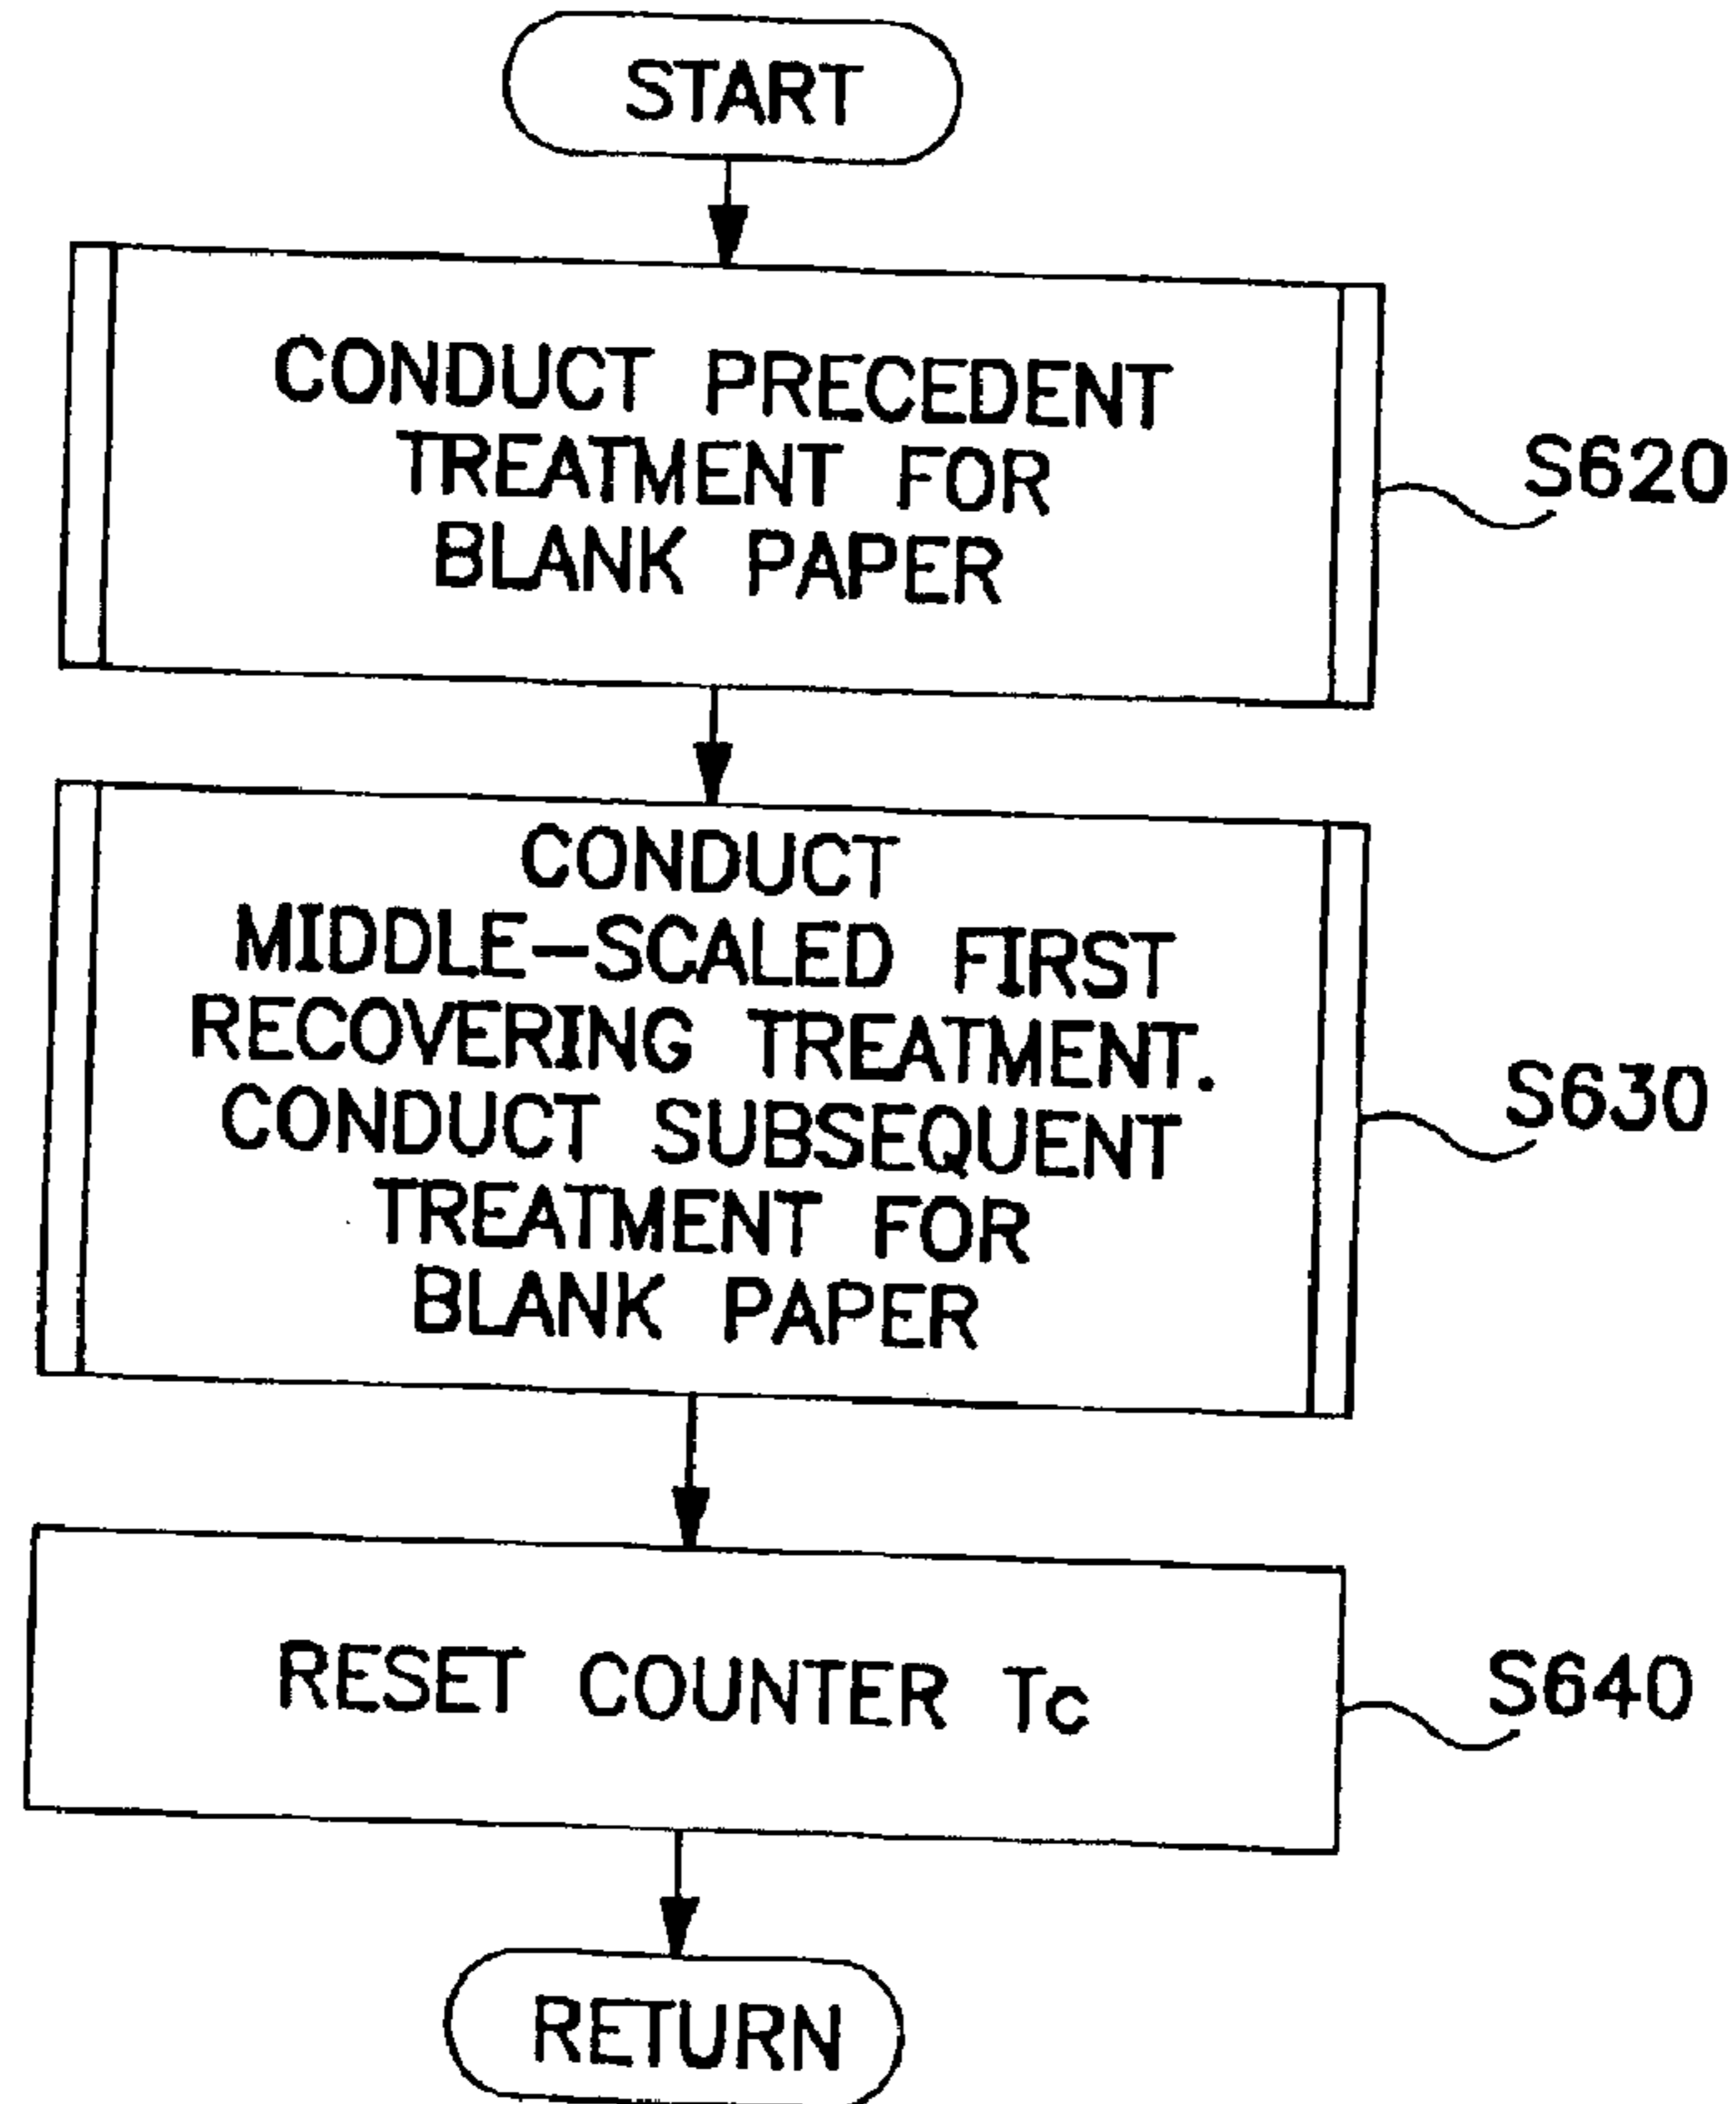 START
CONDUCT PRECEDENT
TREATMENT FOR
BLANK PAPER
S620
CONDUCT
MIDDLE-SCALED FIRST
RECOVERING TREATMENT.
CONDUCT SUBSEQUENT
TREATMENT FOR
BLANK PAPER
S630
RESET COUNTER Tc
S640
RETURN